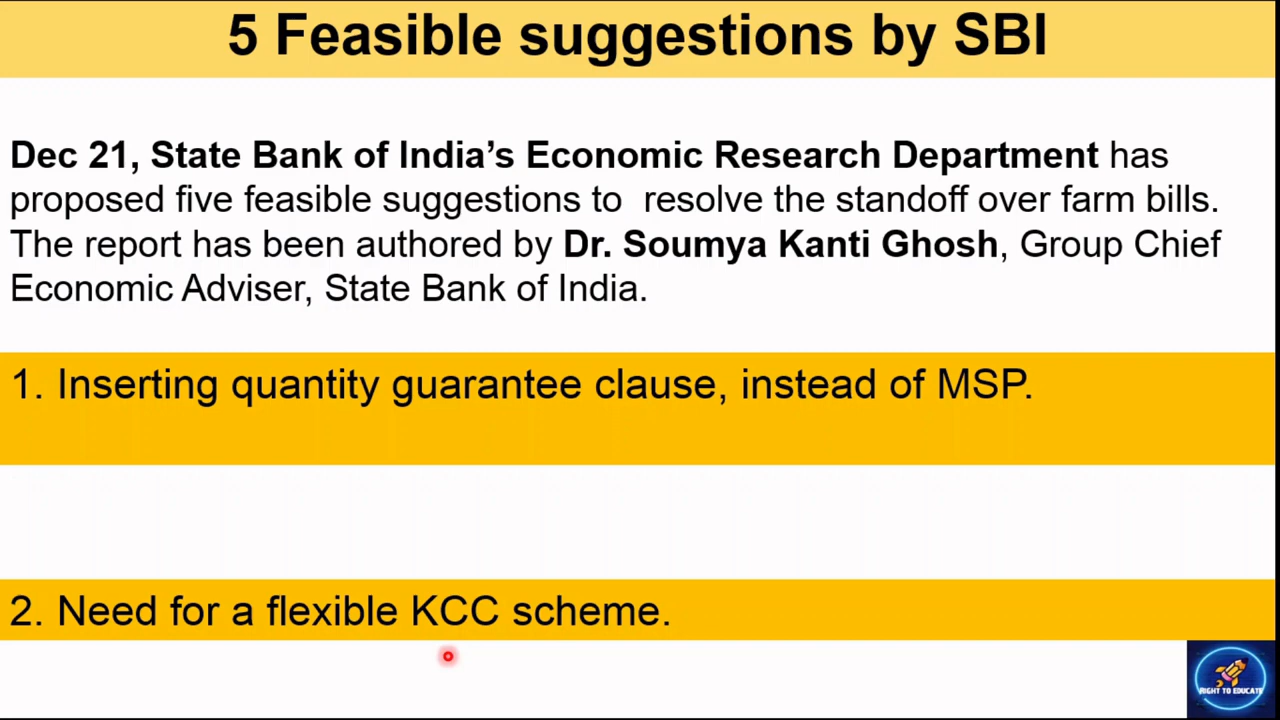 5 Feasible suggestions by SBI
Dec 21, State Bank of India’s Economic Research Department has
proposed five feasible suggestions to  resolve the standoff over farm bills.
The report has been authored by Dr. Soumya Kanti Ghosh, Group Chief
Economic Adviser, State Bank of India.
1. Inserting quantity guarantee clause, instead of MSP.
2. Need for a flexible KCC scheme.
RIGHT TO EDUCATE